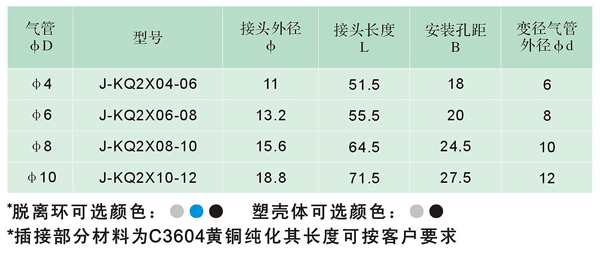 气管 φD 型号 接头外径 φ 接头长度 L 安装孔距 B 变径气管 外径φd
φ4 J-KQ2X04-06 11 51.5 18 6
φ6 J-KQ2X06-08 13.2 55.5 20 8
φ8 J-KQ2X08-10 15.6 64.5 24.5 10
φ10 J-KQ2X10-12 18.8 71.5 27.5 12
*脱离环可选颜色： 塑壳体可选颜色：
*插接部分材料为C3604黄铜纯化其长度可按客户要求